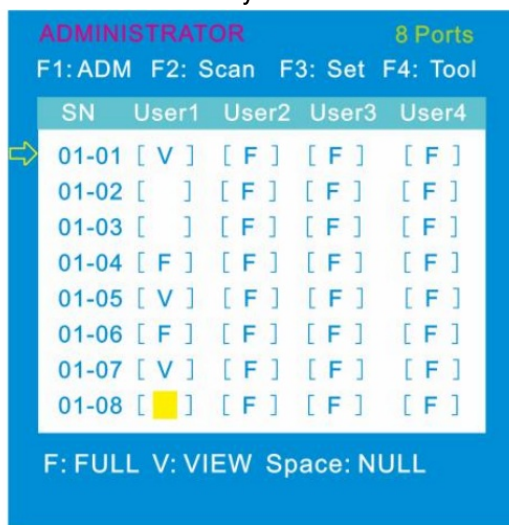 ADMINISTRATOR 8 Ports
F1: ADM F2: Scan F3: Set F4: Tool
SN User1 User2 User3 User4
01-01 [ V ] [ F ] [ F ] [ F ]
01-02 [   ] [ F ] [ F ] [ F ]
01-03 [   ] [ F ] [ F ] [ F ]
01-04 [ F ] [ F ] [ F ] [ F ]
01-05 [ V ] [ F ] [ F ] [ F ]
01-06 [ F ] [ F ] [ F ] [ F ]
01-07 [ V ] [ F ] [ F ] [ F ]
01-08 [   ] [ F ] [ F ] [ F ]
F: FULL V: VIEW Space: NULL